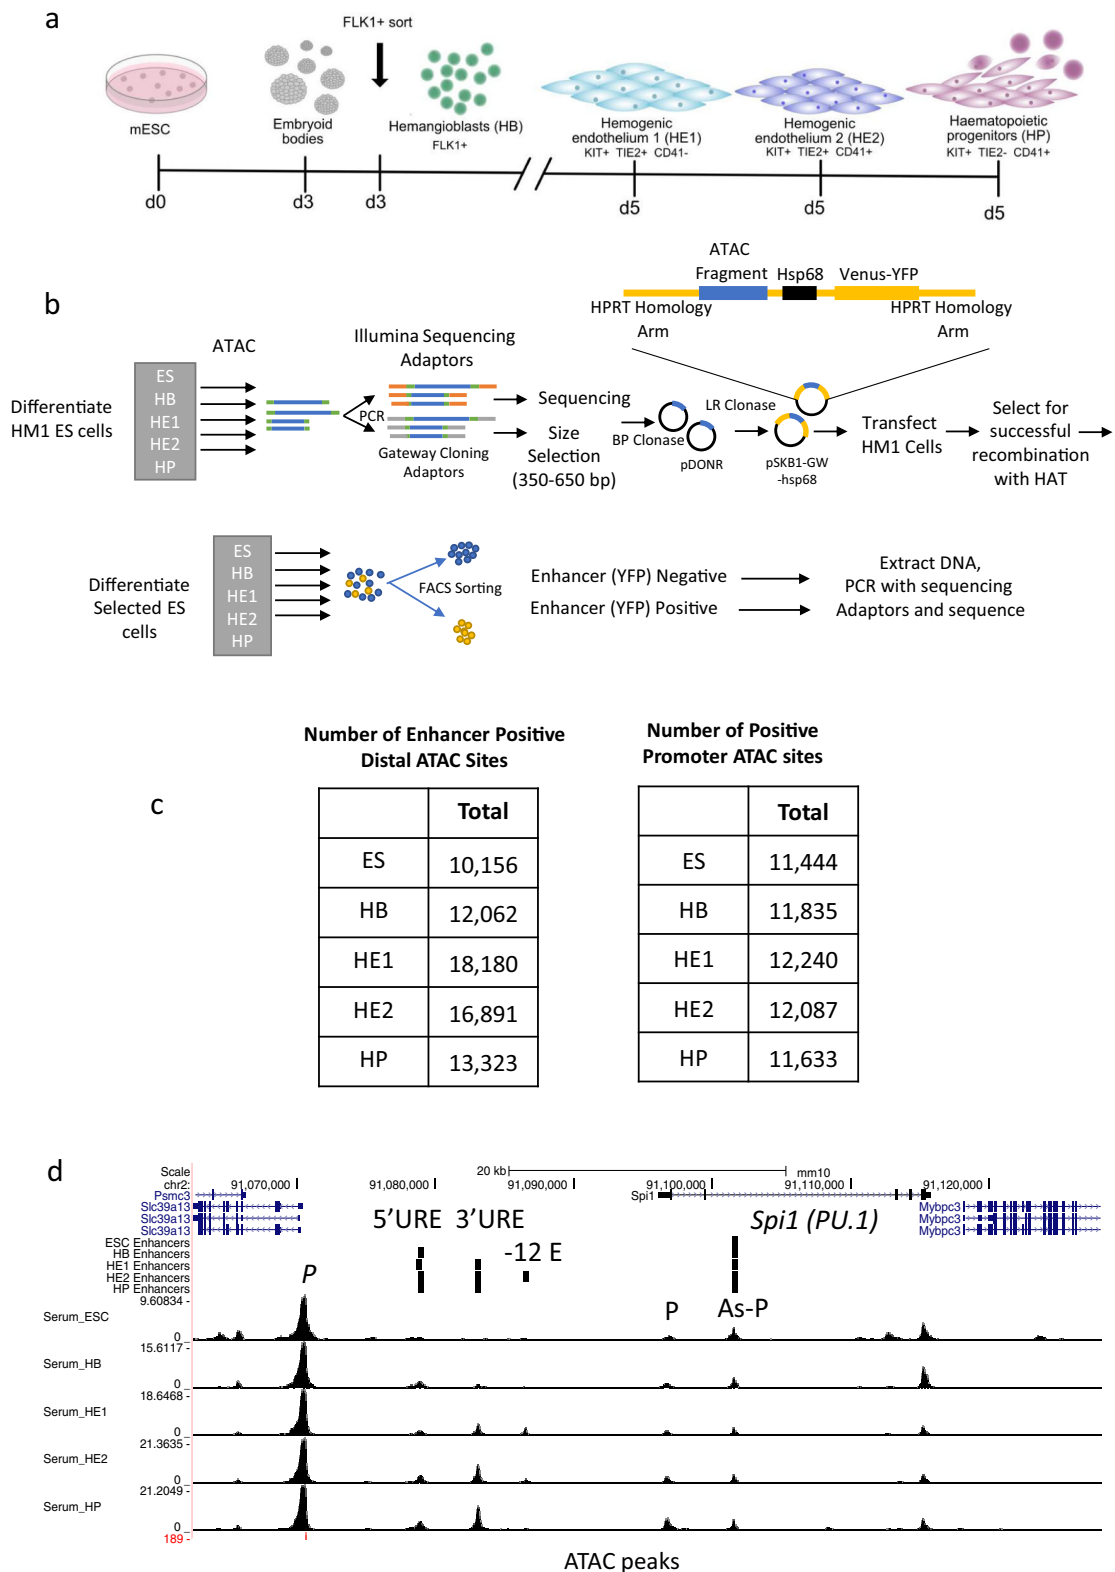 a
FLK1+ sort
mESC
Embryoid
bodies
Hemangioblasts (HB)
FLK1+
Hemogenic
endothelium 1 (HE1)
KIT+ TIE2+ CD41-
Hemogenic
endothelium 2 (HE2)
KIT+ TIE2+ CD41+
Haematopoietic
progenitors (HP)
KIT+ TIE2- CD41+
d0
d3
d3
d5
d5
d5
b
ATAC
Fragment
Hsp68
Venus-YFP
HPRT Homology
Arm
HPRT Homology
Arm
Differentiate
HM1 ES cells
ES
HB
HE1
HE2
HP
ATAC
PCR
Illumina Sequencing
Adaptors
Gateway Cloning
Adaptors
Sequencing
Size
Selection
(350-650 bp)
BP Clonase
pDONR
LR Clonase
pSKB1-GW
-hsp68
Transfect
HM1 Cells
Select for
successful
recombination
with HAT
Differentiate
Selected ES
cells
ES
HB
HE1
HE2
HP
FACS Sorting
Enhancer (YFP) Negative
Enhancer (YFP) Positive
Extract DNA,
PCR with sequencing
Adaptors and sequence
c
Number of Enhancer Positive
Distal ATAC Sites
Total
ES 10,156
HB 12,062
HE1 18,180
HE2 16,891
HP 13,323
Number of Positive
Promoter ATAC sites
Total
ES 11,444
HB 11,835
HE1 12,240
HE2 12,087
HP 11,633
d
Scale 20 kb mm10
chr2: 91,070,000 91,080,000 91,090,000 91,100,000 91,110,000 91,120,000
Psmc3 Spi1
Slc39a13 Mybpc3
Slc39a13 Mybpc3
Slc39a13 Mybpc3
5'URE 3'URE Spi1 (PU.1)
ESC Enhancers
HB Enhancers
-12 E
HE1 Enhancers
HE2 Enhancers
HP Enhancers
P
P
As-P
9.60834 -
Serum_ESC
0 _
15.6117 -
Serum_HB
0 _
18.6468 -
Serum_HE1
0 _
21.3635 -
Serum_HE2
0 _
21.2049 -
Serum_HP
0 _
189 -
ATAC peaks